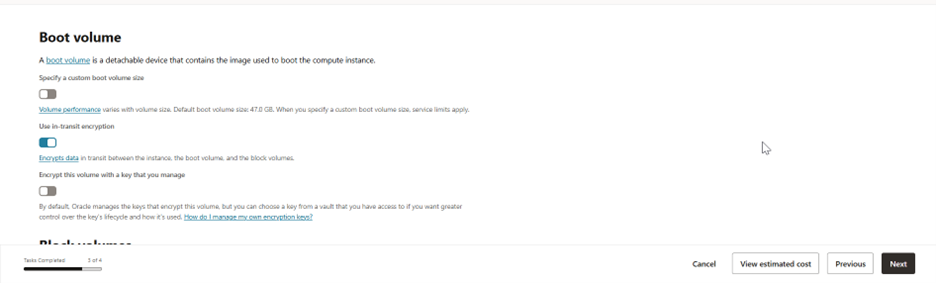 Boot volume
A boot volume is a detachable device that contains the image used to boot the compute instance.
Specify a custom boot volume size
Volume performance varies with volume size. Default boot volume size: 47.0 GB. When you specify a custom boot volume size, service limits apply.
Use in-transit encryption
Encrypts data in transit between the instance, the boot volume, and the block volumes.
Encrypt this volume with a key that you manage
By default, Oracle manages the keys that encrypt this volume, but you can choose a key from a vault that you have access to if you want greater
control over the key's lifecycle and how it's used. How do I manage my own encryption keys?
Block volumes
Tasks Completed 3 of 4
Cancel View estimated cost Previous Next